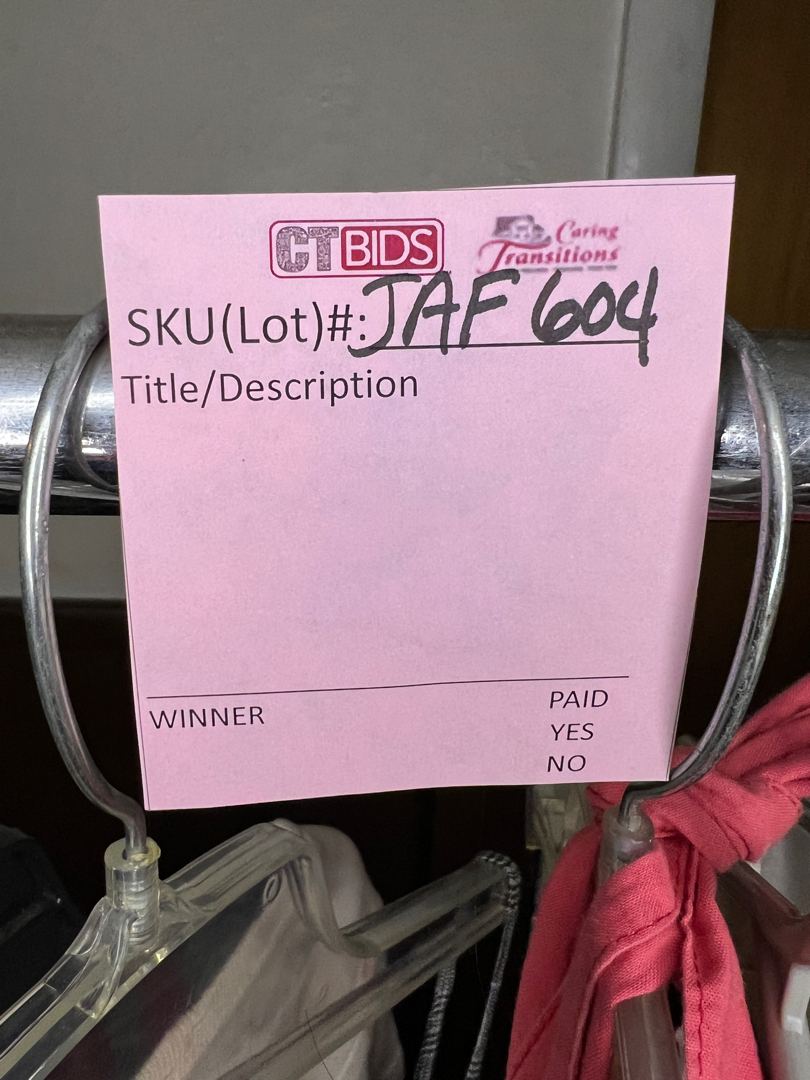 CTBIDS Caring
Transitions
SKU(Lot)#: JAF 604
Title/Description
WINNER PAID
YES
NO